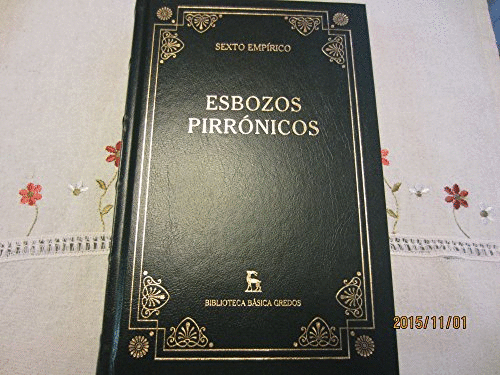 SEXTO EMPÍRICO
ESBOZOS
PIRRÓNICOS
BIBLIOTECA BÁSICA GREDOS
2015/11/01